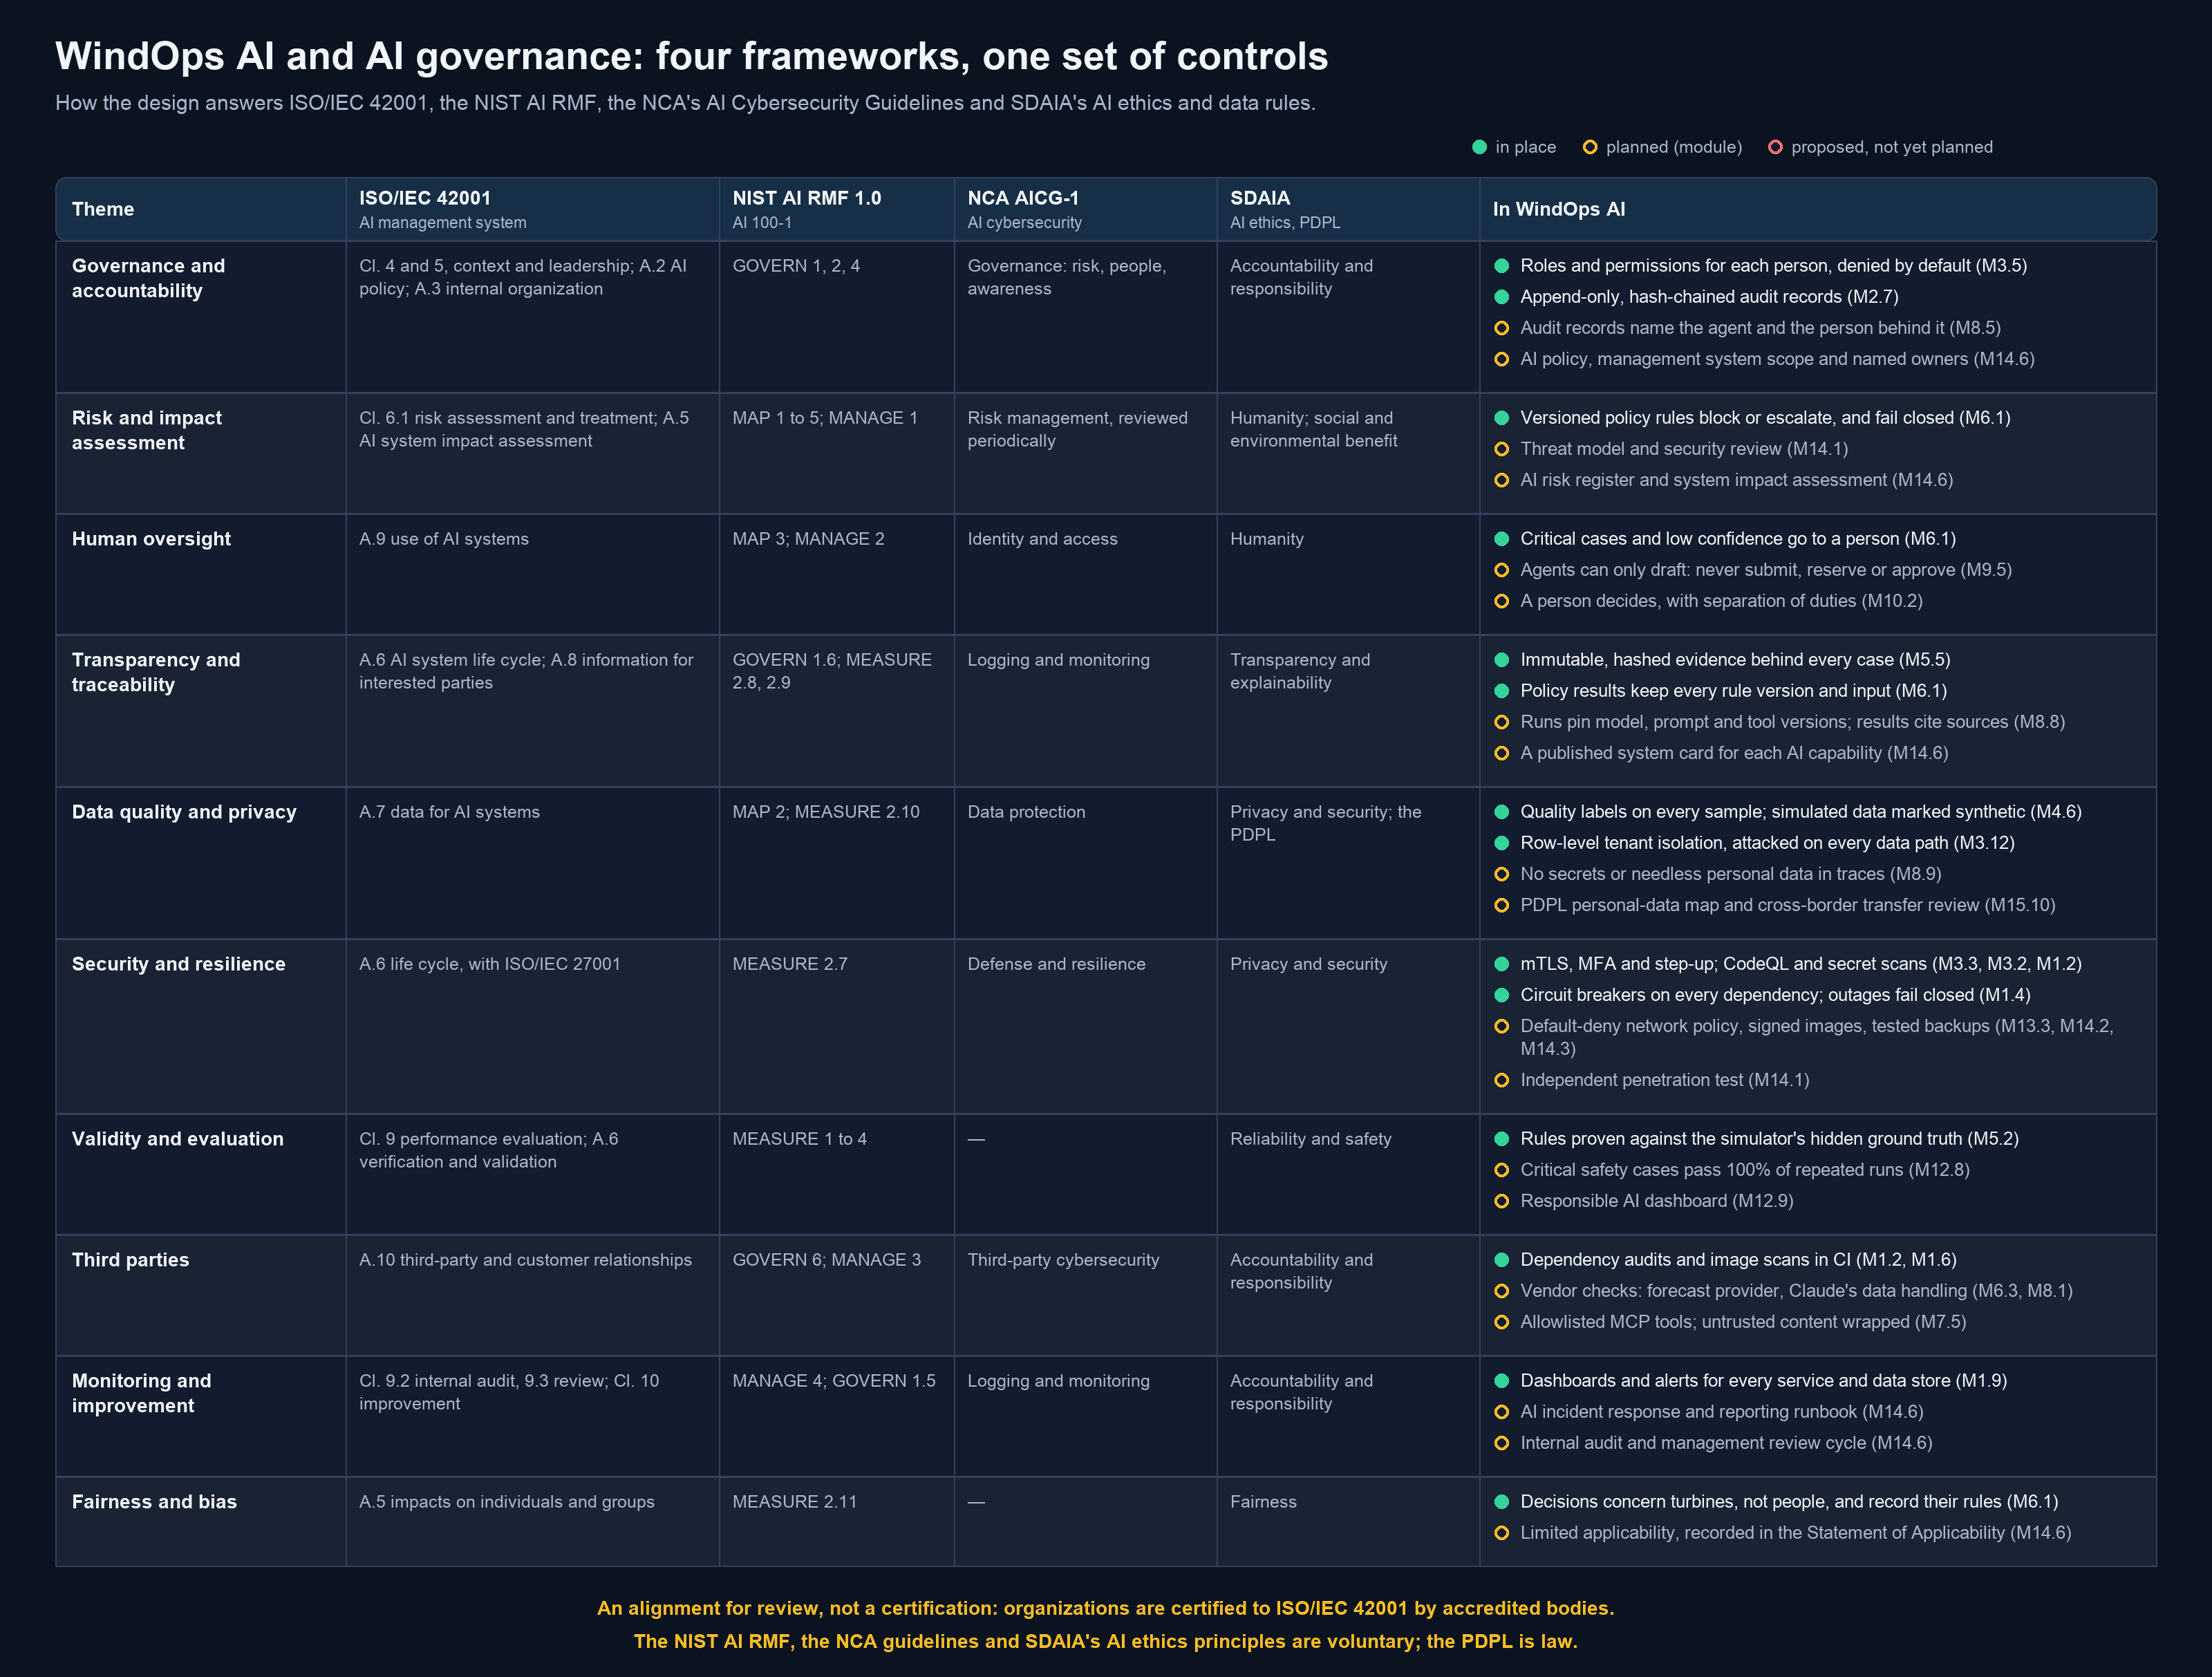 WindOps AI and AI governance: four frameworks, one set of controls
How the design answers ISO/IEC 42001, the NIST AI RMF, the NCA's AI Cybersecurity Guidelines and SDAIA's AI ethics and data rules.
in place
planned (module)
proposed, not yet planned
Theme
ISO/IEC 42001
AI management system
NIST AI RMF 1.0
AI 100-1
NCA AICG-1
AI cybersecurity
SDAIA
AI ethics, PDPL
In WindOps AI
Governance and
accountability
Cl. 4 and 5, context and leadership; A.2 AI
policy; A.3 internal organization
GOVERN 1, 2, 4
Governance: risk, people,
awareness
Accountability and
responsibility
Roles and permissions for each person, denied by default (M3.5)
Append-only, hash-chained audit records (M2.7)
Audit records name the agent and the person behind it (M8.5)
AI policy, management system scope and named owners (M14.6)
Risk and impact
assessment
Cl. 6.1 risk assessment and treatment; A.5
AI system impact assessment
MAP 1 to 5; MANAGE 1
Risk management, reviewed
periodically
Humanity; social and
environmental benefit
Versioned policy rules block or escalate, and fail closed (M6.1)
Threat model and security review (M14.1)
AI risk register and system impact assessment (M14.6)
Human oversight
A.9 use of AI systems
MAP 3; MANAGE 2
Identity and access
Humanity
Critical cases and low confidence go to a person (M6.1)
Agents can only draft: never submit, reserve or approve (M9.5)
A person decides, with separation of duties (M10.2)
Transparency and
traceability
A.6 AI system life cycle; A.8 information for
interested parties
GOVERN 1.6; MEASURE
2.8, 2.9
Logging and monitoring
Transparency and
explainability
Immutable, hashed evidence behind every case (M5.5)
Policy results keep every rule version and input (M6.1)
Runs pin model, prompt and tool versions; results cite sources (M8.8)
A published system card for each AI capability (M14.6)
Data quality and privacy
A.7 data for AI systems
MAP 2; MEASURE 2.10
Data protection
Privacy and security; the
PDPL
Quality labels on every sample; simulated data marked synthetic (M4.6)
Row-level tenant isolation, attacked on every data path (M3.12)
No secrets or needless personal data in traces (M8.9)
PDPL personal-data map and cross-border transfer review (M15.10)
Security and resilience
A.6 life cycle, with ISO/IEC 27001
MEASURE 2.7
Defense and resilience
Privacy and security
mTLS, MFA and step-up; CodeQL and secret scans (M3.3, M3.2, M1.2)
Circuit breakers on every dependency; outages fail closed (M1.4)
Default-deny network policy, signed images, tested backups (M13.3, M14.2,
M14.3)
Independent penetration test (M14.1)
Validity and evaluation
Cl. 9 performance evaluation; A.6
verification and validation
MEASURE 1 to 4
—
Reliability and safety
Rules proven against the simulator's hidden ground truth (M5.2)
Critical safety cases pass 100% of repeated runs (M12.8)
Responsible AI dashboard (M12.9)
Third parties
A.10 third-party and customer relationships
GOVERN 6; MANAGE 3
Third-party cybersecurity
Accountability and
responsibility
Dependency audits and image scans in CI (M1.2, M1.6)
Vendor checks: forecast provider, Claude's data handling (M6.3, M8.1)
Allowlisted MCP tools; untrusted content wrapped (M7.5)
Monitoring and
improvement
Cl. 9.2 internal audit, 9.3 review; Cl. 10
improvement
MANAGE 4; GOVERN 1.5
Logging and monitoring
Accountability and
responsibility
Dashboards and alerts for every service and data store (M1.9)
AI incident response and reporting runbook (M14.6)
Internal audit and management review cycle (M14.6)
Fairness and bias
A.5 impacts on individuals and groups
MEASURE 2.11
—
Fairness
Decisions concern turbines, not people, and record their rules (M6.1)
Limited applicability, recorded in the Statement of Applicability (M14.6)
An alignment for review, not a certification: organizations are certified to ISO/IEC 42001 by accredited bodies.
The NIST AI RMF, the NCA guidelines and SDAIA's AI ethics principles are voluntary; the PDPL is law.